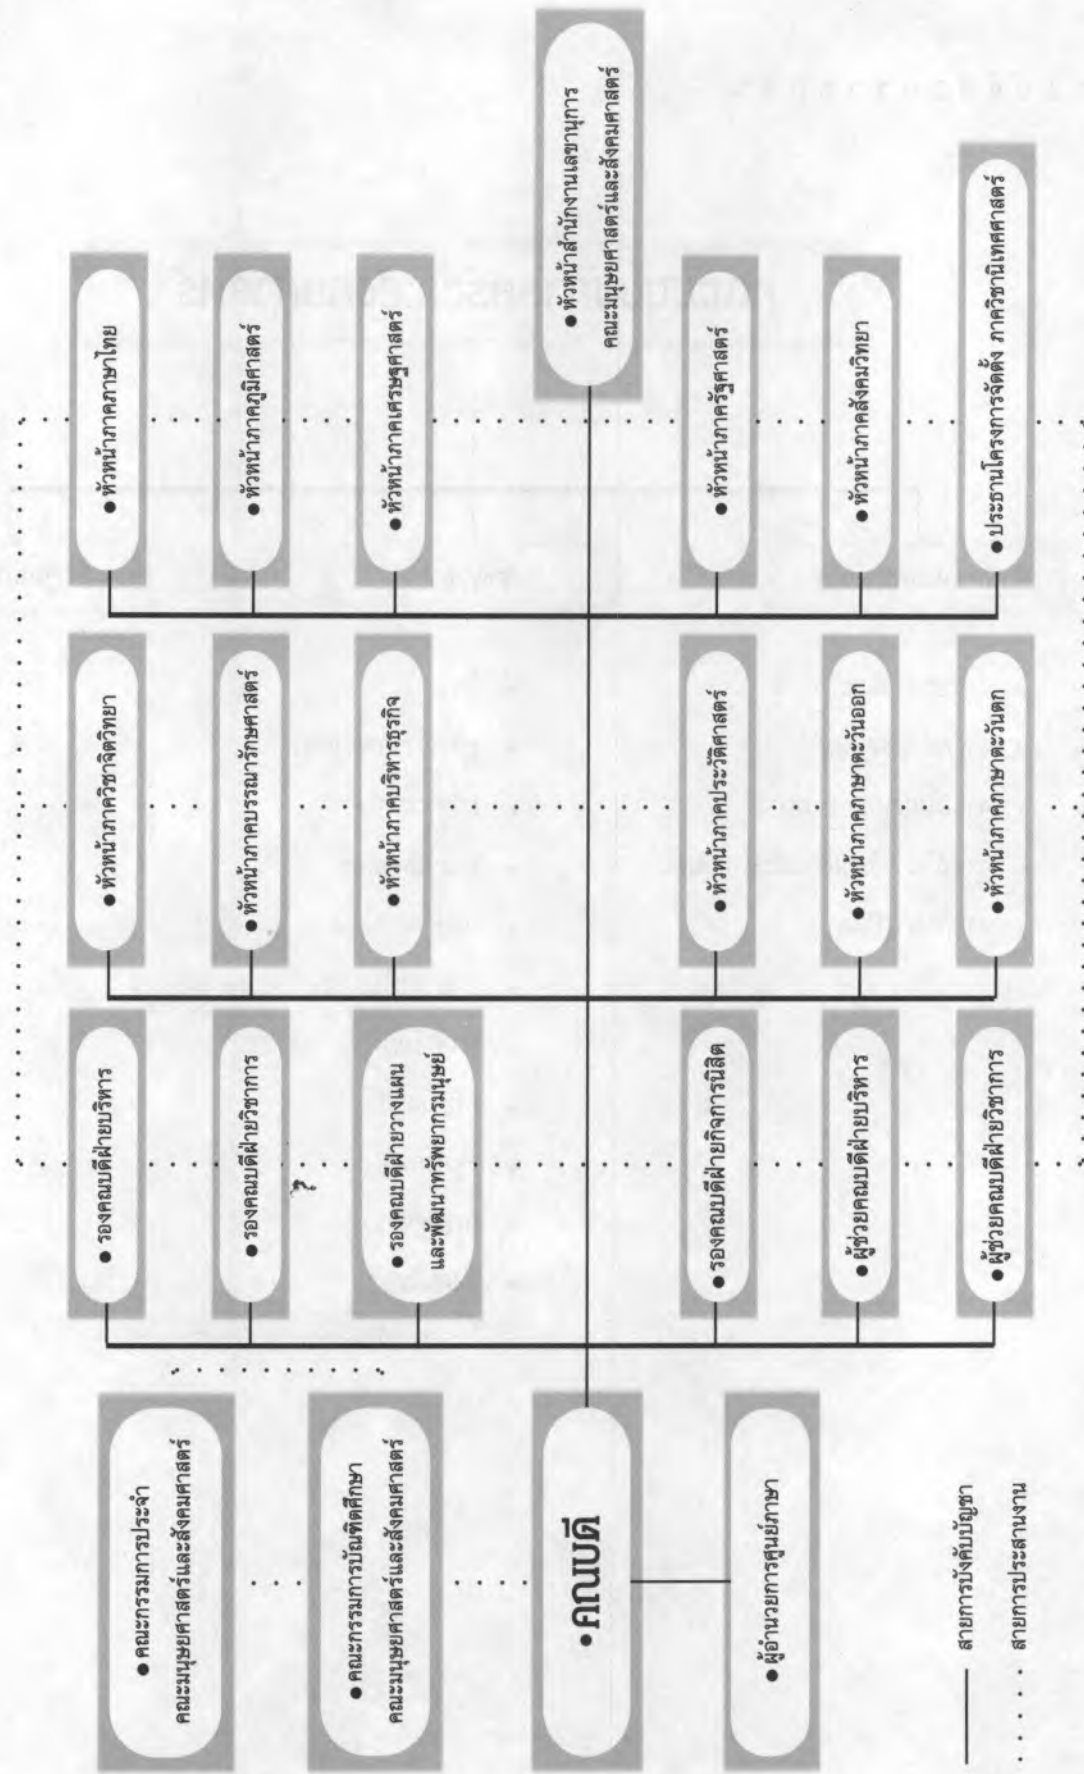 ● คณะกรรมการประจำ
คณะมนุษยศาสตร์และสังคมศาสตร์
● คณะกรรมการบัณฑิตศึกษา
คณะมนุษยศาสตร์และสังคมศาสตร์
● คณบดี
● ผู้อำนวยการศูนย์ภาษา
● รองคณบดีฝ่ายบริหาร
● รองคณบดีฝ่ายวิชาการ
● รองคณบดีฝ่ายวางแผน
และพัฒนาทรัพยากรมนุษย์
● รองคณบดีฝ่ายกิจการนิสิต
● ผู้ช่วยคณบดีฝ่ายบริหาร
● ผู้ช่วยคณบดีฝ่ายวิชาการ
● หัวหน้าภาควิชาจิตวิทยา
● หัวหน้าภาคบรรณารักษศาสตร์
● หัวหน้าภาคบริหารธุรกิจ
● หัวหน้าภาคประวัติศาสตร์
● หัวหน้าภาคภาษาตะวันออก
● หัวหน้าภาคภาษาตะวันตก
● หัวหน้าภาคภาษาไทย
● หัวหน้าภาคภูมิศาสตร์
● หัวหน้าภาคเศรษฐศาสตร์
● หัวหน้าภาครัฐศาสตร์
● หัวหน้าภาคสังคมวิทยา
● ประธานโครงการจัดตั้ง ภาควิชานิเทศศาสตร์
● หัวหน้าสำนักงานเลขานุการ
คณะมนุษยศาสตร์และสังคมศาสตร์
สายการบังคับบัญชา
สายการประสานงาน